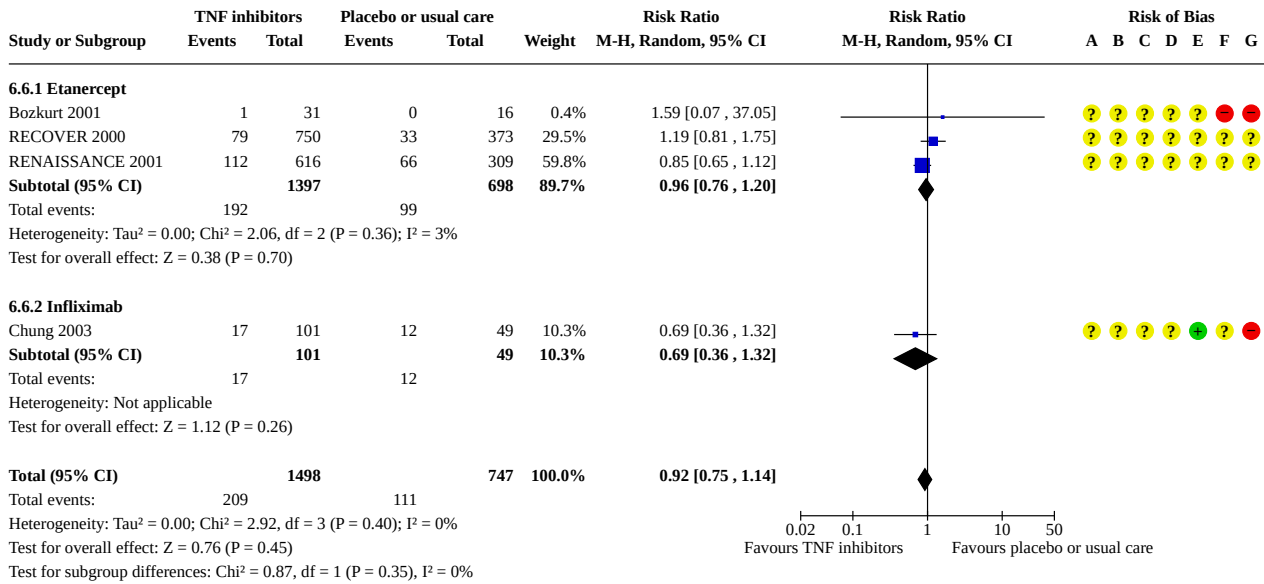 TNF inhibitors Placebo or usual care Risk Ratio Risk Ratio Risk of Bias
Study or Subgroup Events Total Events Total Weight M-H, Random, 95% CI M-H, Random, 95% CI A B C D E F G
6.6.1 Etanercept
Bozkurt 2001 1 31 0 16 0.4% 1.59 [0.07 , 37.05] ? ? ? ? ? − −
RECOVER 2000 79 750 33 373 29.5% 1.19 [0.81 , 1.75] ? ? ? ? ? ? ?
RENAISSANCE 2001 112 616 66 309 59.8% 0.85 [0.65 , 1.12] ? ? ? ? ? ? ?
Subtotal (95% CI) 1397 698 89.7% 0.96 [0.76 , 1.20]
Total events: 192 99
Heterogeneity: Tau² = 0.00; Chi² = 2.06, df = 2 (P = 0.36); I² = 3%
Test for overall effect: Z = 0.38 (P = 0.70)
6.6.2 Infliximab
Chung 2003 17 101 12 49 10.3% 0.69 [0.36 , 1.32] ? ? ? ? + ? −
Subtotal (95% CI) 101 49 10.3% 0.69 [0.36 , 1.32]
Total events: 17 12
Heterogeneity: Not applicable
Test for overall effect: Z = 1.12 (P = 0.26)
Total (95% CI) 1498 747 100.0% 0.92 [0.75 , 1.14]
Total events: 209 111
Heterogeneity: Tau² = 0.00; Chi² = 2.92, df = 3 (P = 0.40); I² = 0%
0.02 0.1 1 10 50
Test for overall effect: Z = 0.76 (P = 0.45) Favours TNF inhibitors Favours placebo or usual care
Test for subgroup differences: Chi² = 0.87, df = 1 (P = 0.35), I² = 0%